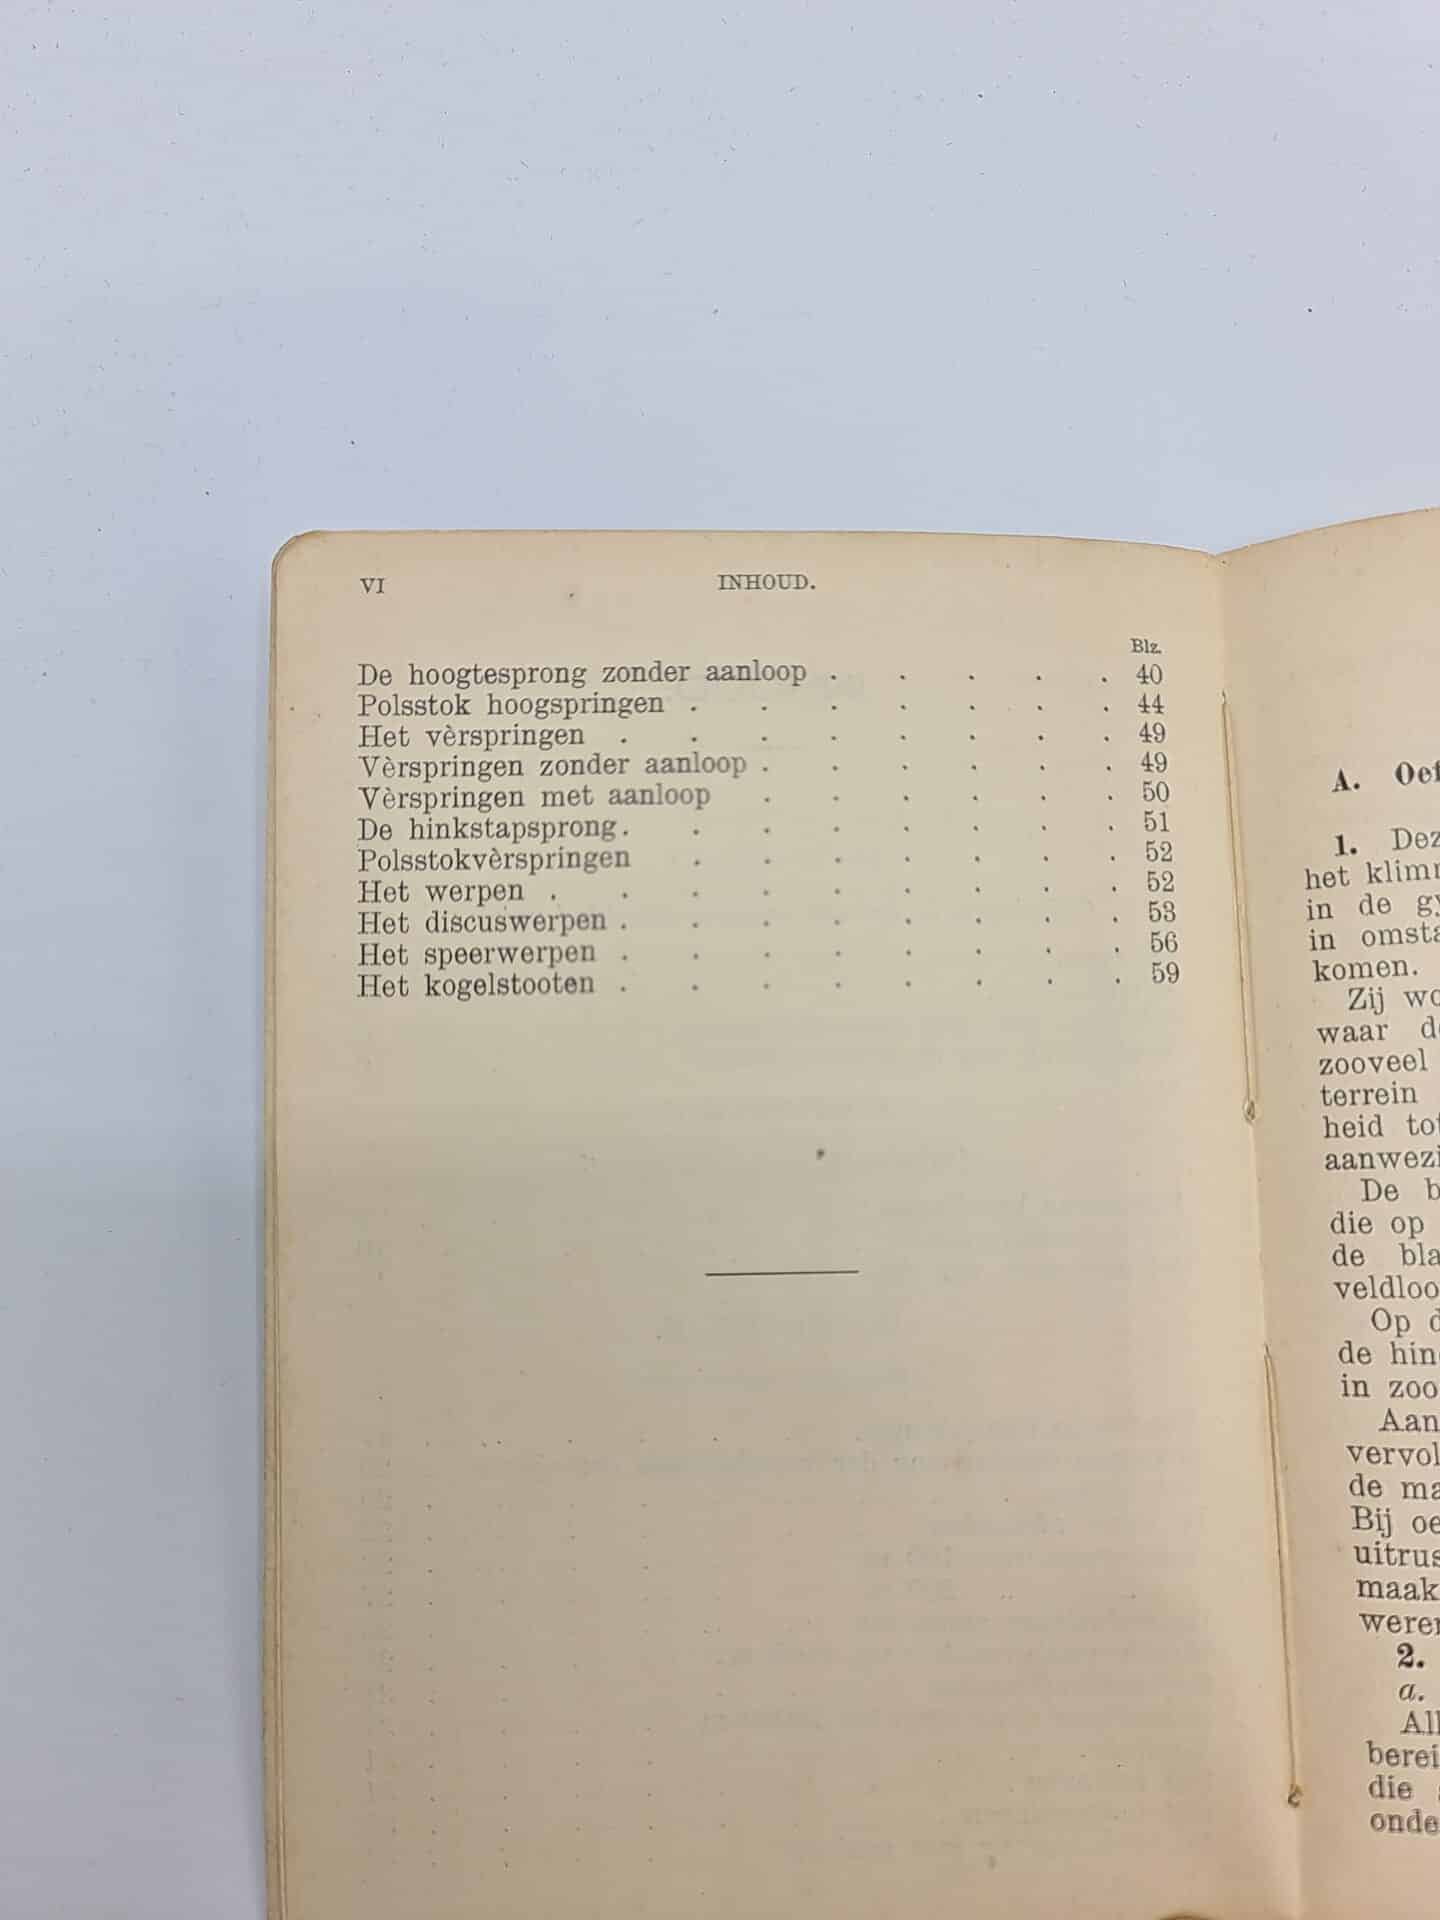 VI INHOUD.
Blz.
De hoogtesprong zonder aanloop . . . . . 40
Polsstok hoogspringen . . . . . . . 44
Het vèrspringen . . . . . . . . 49
Vèrspringen zonder aanloop . . . . . . 49
Vèrspringen met aanloop . . . . . . 50
De hinkstapsprong . . . . . . . . 51
Polsstokvèrspringen . . . . . . . 52
Het werpen . . . . . . . . . 52
Het discuswerpen . . . . . . . . 53
Het speerwerpen . . . . . . . . 56
Het kogelstooten . . . . . . . . 59
A.
1.
het
in de
in
komen.
Zij
waar
zooveel
terrein
heid
De
die op
de
Op
de
in
Aan
de
Bij
2.
a.
die